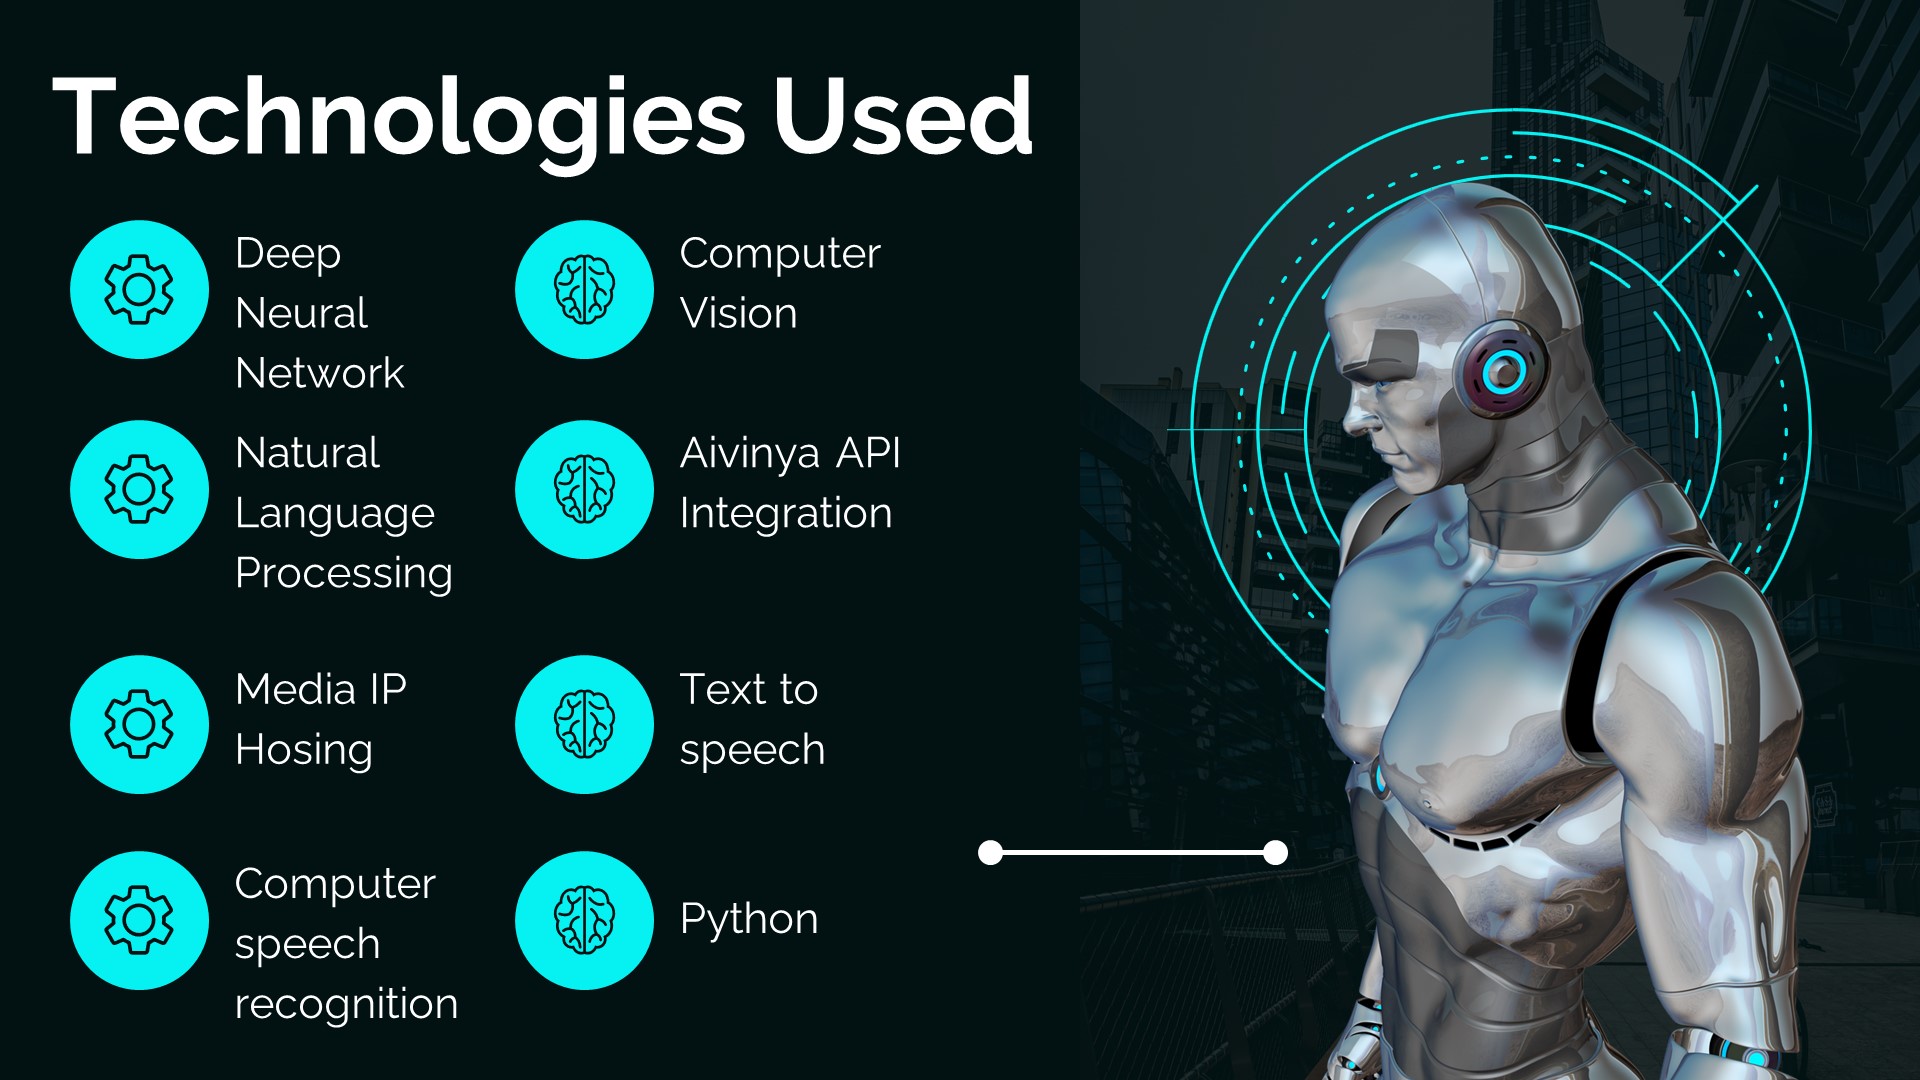 Technologies Used
Deep
Neural
Network
Computer
Vision
Natural
Language
Processing
Aivinya API
Integration
Media IP
Hosing
Text to
speech
Computer
speech
recognition
Python